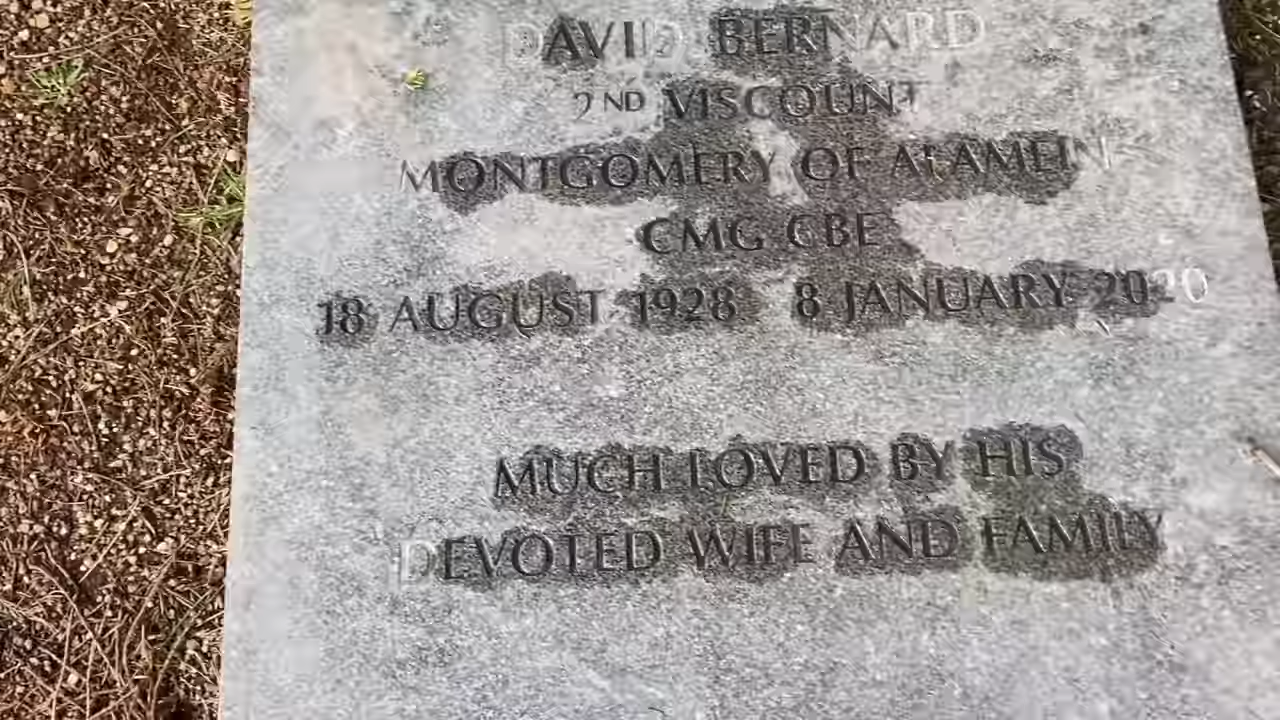 DAVID BERNARD
2ND VISCOUNT
MONTGOMERY OF ALAMEIN
CMG CBE
18 AUGUST 1928 8 JANUARY 2020
MUCH LOVED BY HIS
DEVOTED WIFE AND FAMILY